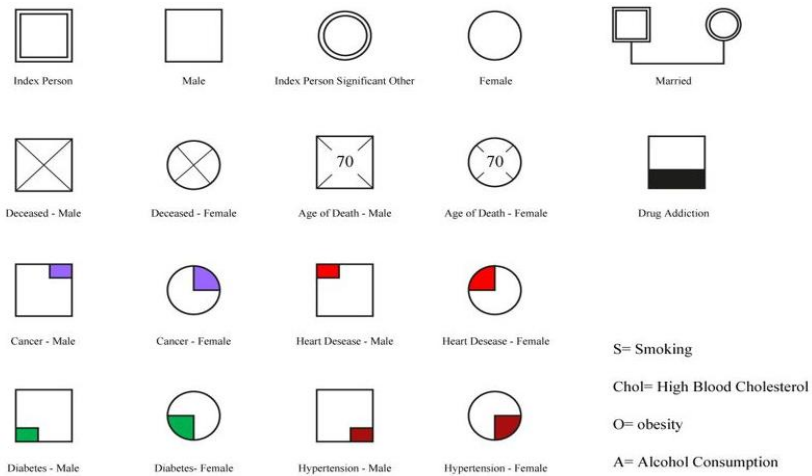 Index Person
Male
Index Person Significant Other
Female
Married
70
70
Deceased - Male
Deceased - Female
Age of Death - Male
Age of Death - Female
Drug Addiction
Cancer - Male
Cancer - Female
Heart Desease - Male
Heart Desease - Female
S= Smoking
Chol= High Blood Cholesterol
O= obesity
A= Alcohol Consumption
Diabetes - Male
Diabetes- Female
Hypertension - Male
Hypertension - Female